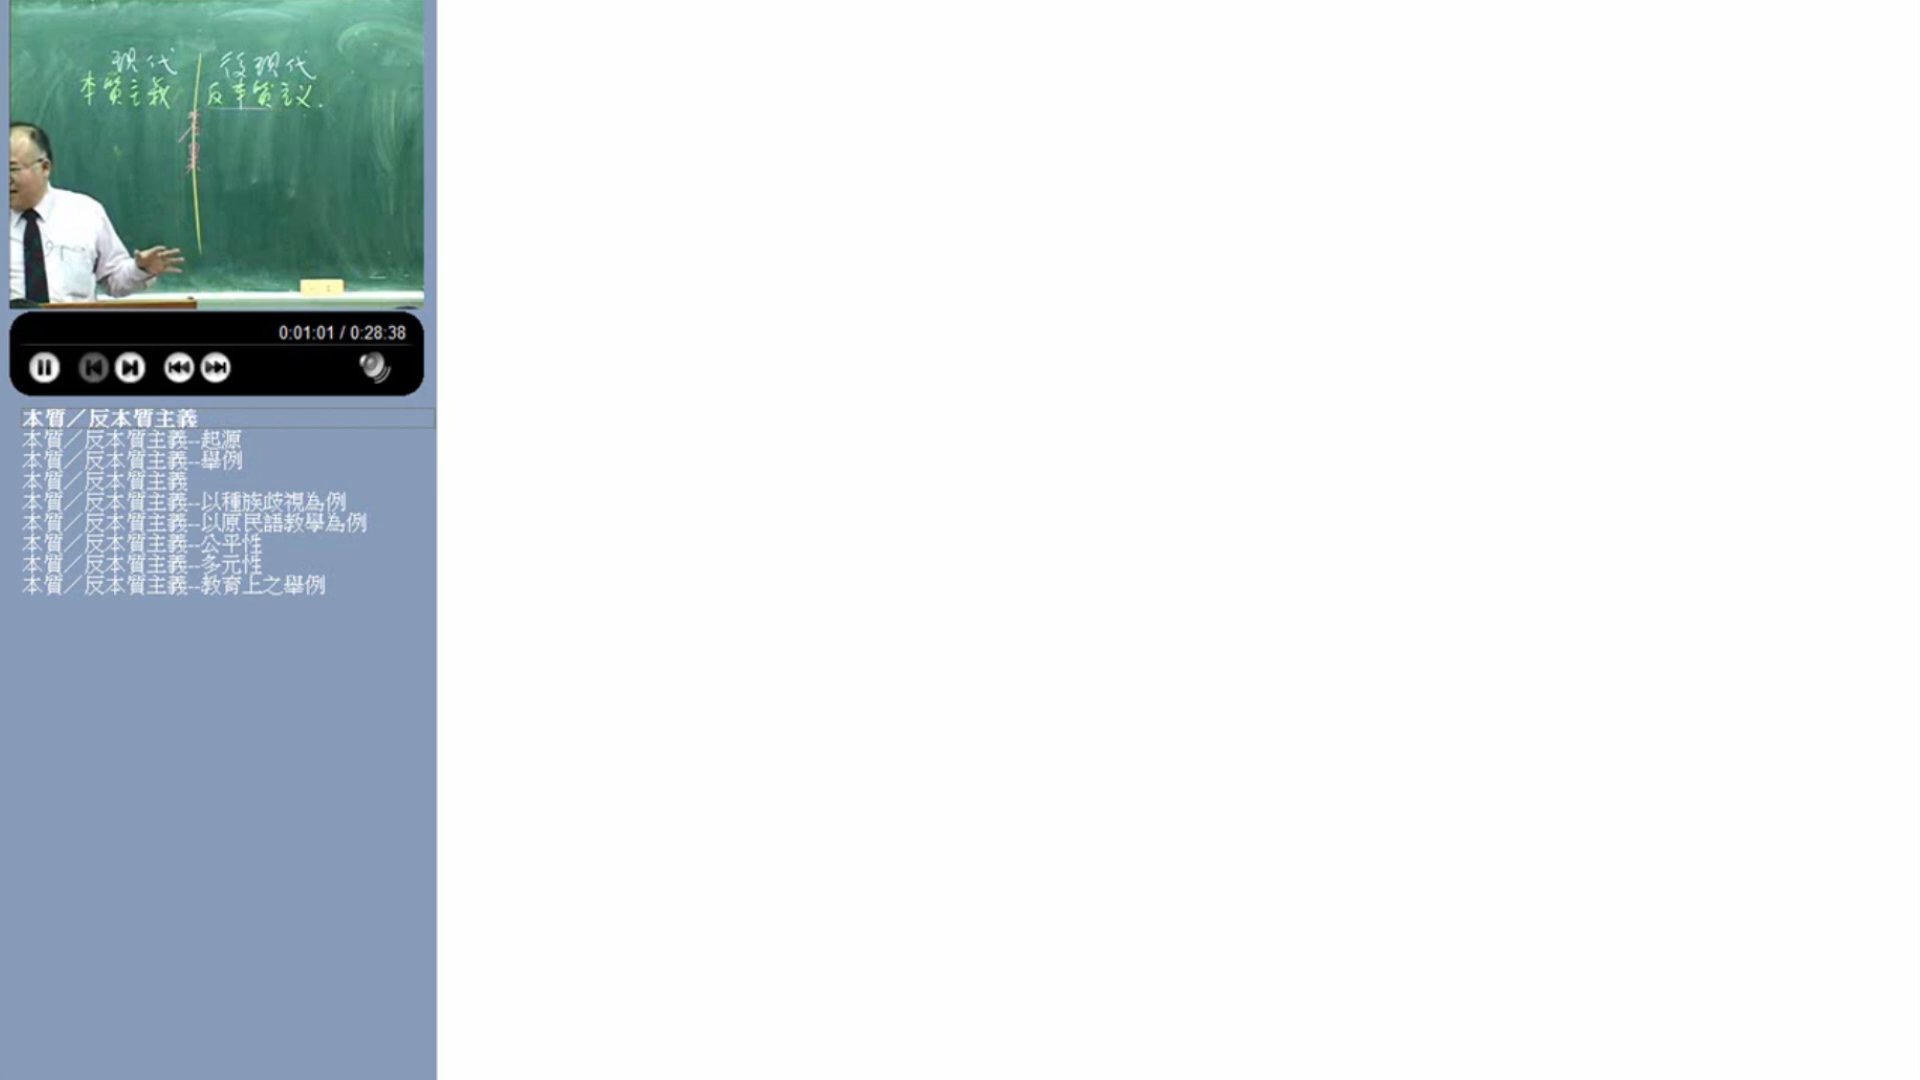 現代 後現代
本質主義 反本質主义.
0:01:01 / 0:28:38
本質／反本質主義
本質／反本質主義--起源
本質／反本質主義--舉例
本質／反本質主義
本質／反本質主義--以種族歧視為例
本質／反本質主義--以原民語教學為例
本質／反本質主義--公平性
本質／反本質主義--多元性
本質／反本質主義--教育上之舉例